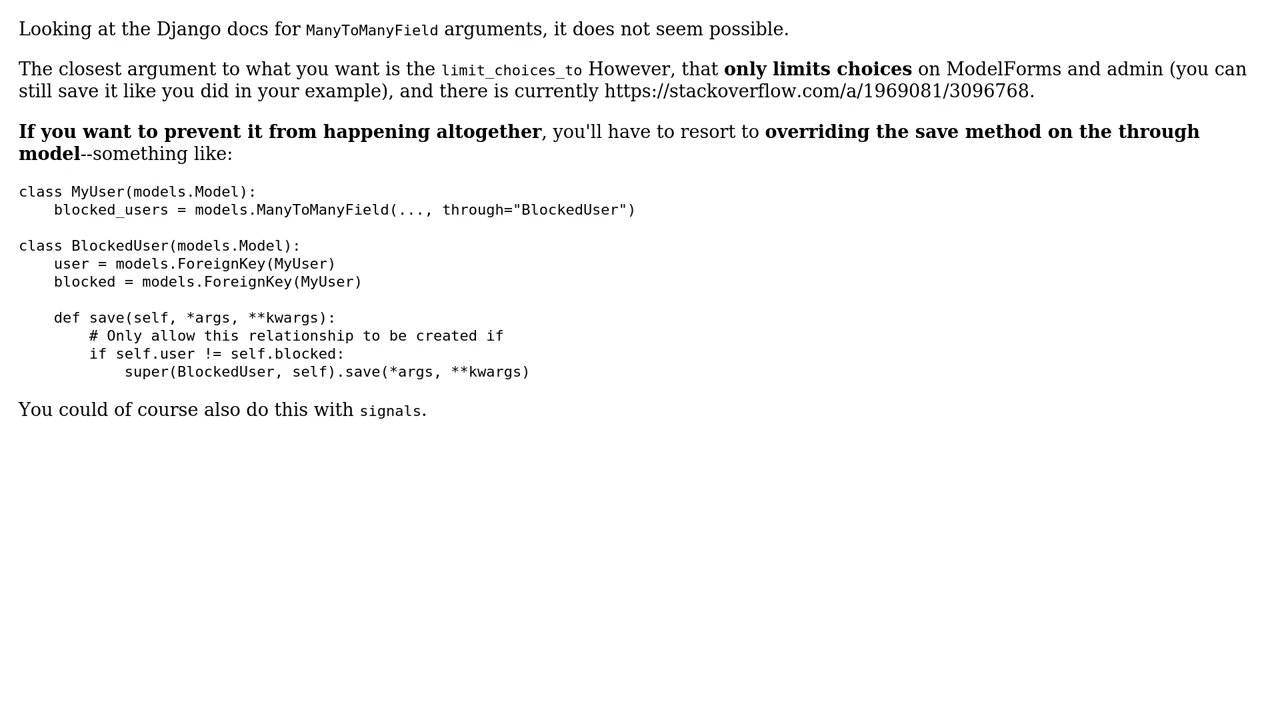 Looking at the Django docs for ManyToManyField arguments, it does not seem possible.
The closest argument to what you want is the limit_choices_to However, that only limits choices on ModelForms and admin (you can
still save it like you did in your example), and there is currently https://stackoverflow.com/a/1969081/3096768.
If you want to prevent it from happening altogether, you'll have to resort to overriding the save method on the through
model--something like:
class MyUser(models.Model):
    blocked_users = models.ManyToManyField(..., through="BlockedUser")
class BlockedUser(models.Model):
    user = models.ForeignKey(MyUser)
    blocked = models.ForeignKey(MyUser)
    def save(self, *args, **kwargs):
        # Only allow this relationship to be created if
        if self.user != self.blocked:
            super(BlockedUser, self).save(*args, **kwargs)
You could of course also do this with signals.